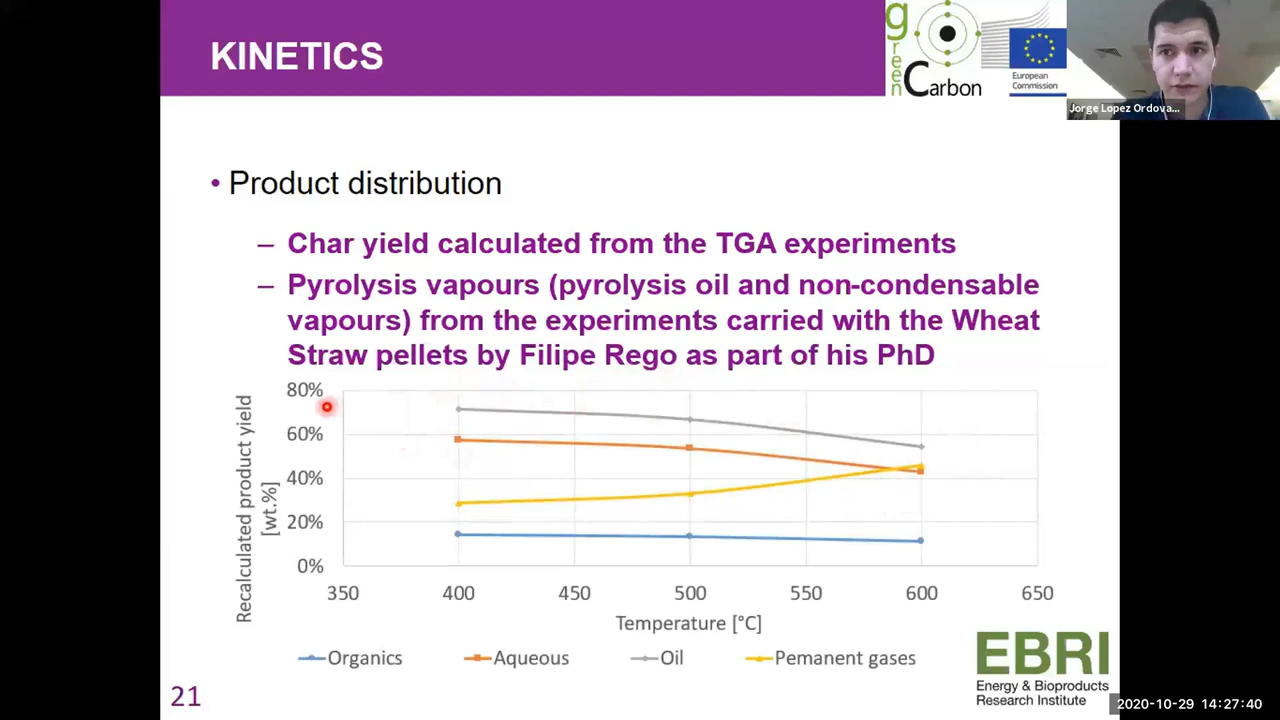 KINETICS
green Carbon
European
Commission
Jorge Lopez Ordova...
• Product distribution
– Char yield calculated from the TGA experiments
– Pyrolysis vapours (pyrolysis oil and non-condensable
vapours) from the experiments carried with the Wheat
Straw pellets by Filipe Rego as part of his PhD
Recalculated product yield
[wt.%]
80%
60%
40%
20%
0%
350 400 450 500 550 600 650
Temperature [°C]
Organics Aqueous Oil Pemanent gases
EBRI
Energy & Bioproducts
Research Institute
21
2020-10-29 14:27:40